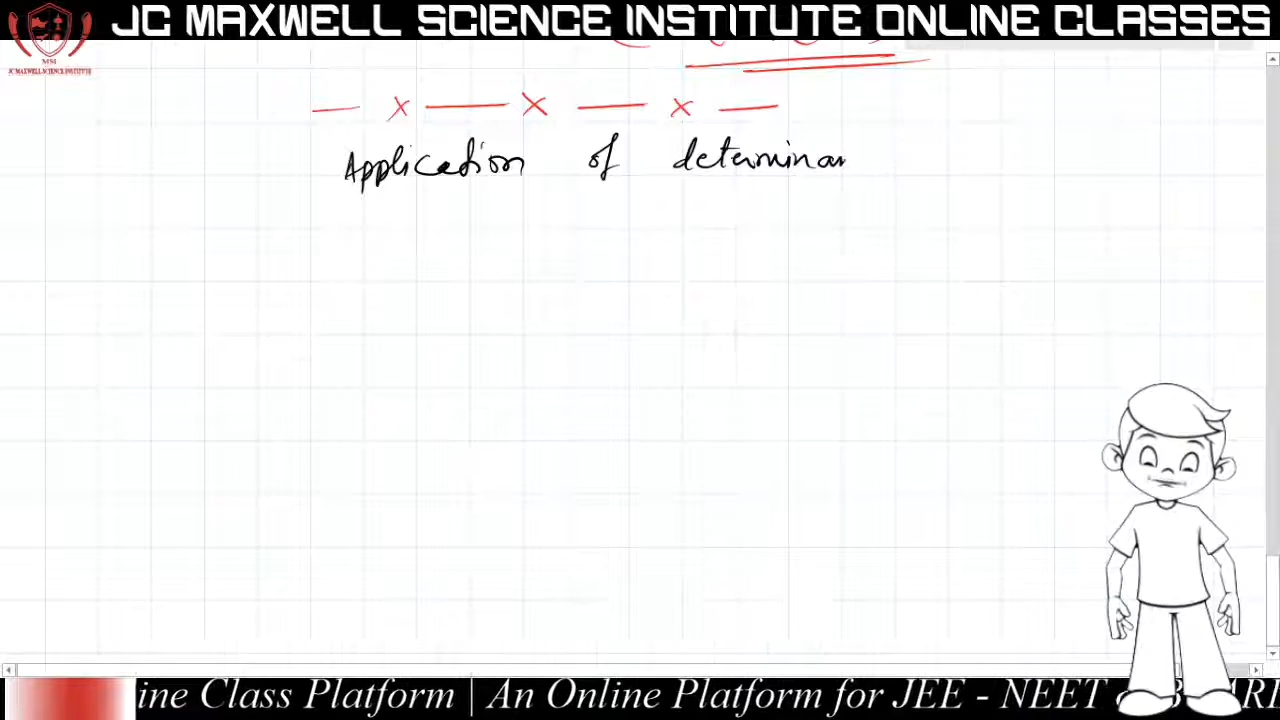 JC MAXWELL SCIENCE INSTITUTE ONLINE CLASSES
MSI
JC MAXWELL SCIENCE INSTITUTE
— x — x — x —
Application of determinan
ine Class Platform | An Online Platform for JEE - NEET